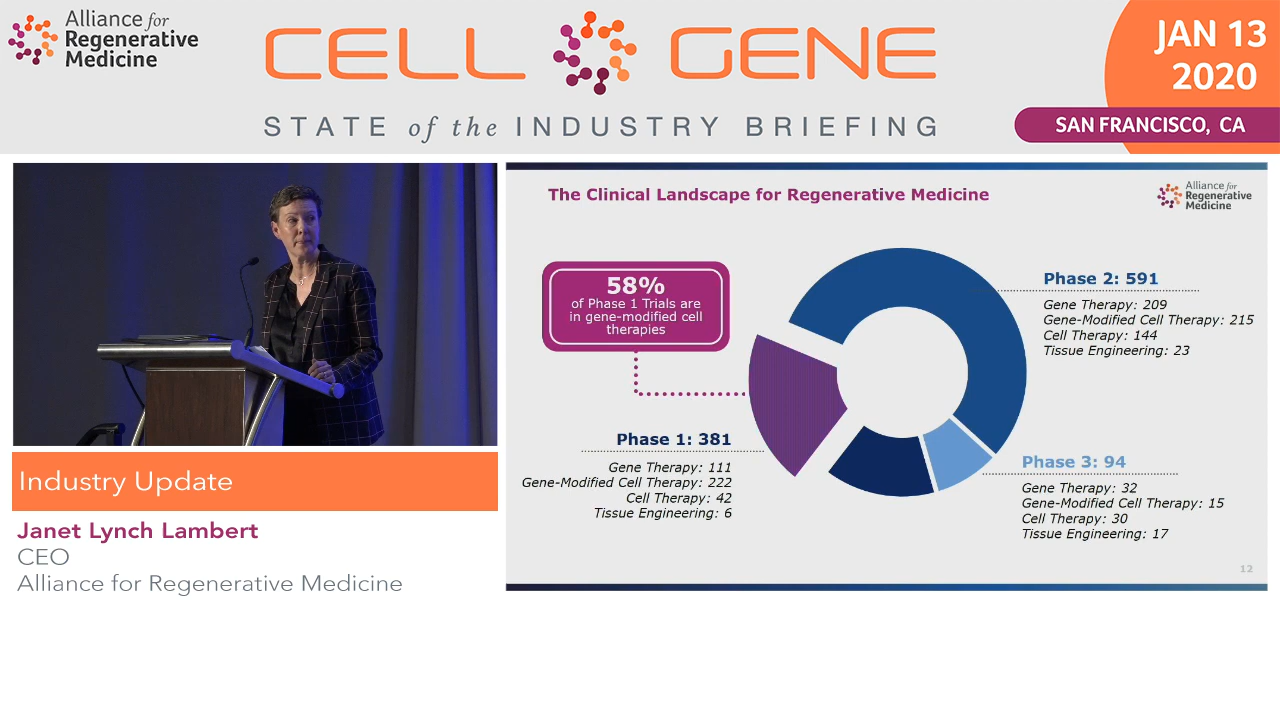 Alliance for
Regenerative
Medicine
CELL GENE
STATE of the INDUSTRY BRIEFING
JAN 13
2020
SAN FRANCISCO, CA
The Clinical Landscape for Regenerative Medicine
Alliance for
Regenerative
Medicine
58%
of Phase 1 Trials are
in gene-modified cell
therapies
Phase 2: 591
Gene Therapy: 209
Gene-Modified Cell Therapy: 215
Cell Therapy: 144
Tissue Engineering: 23
Phase 1: 381
Gene Therapy: 111
Gene-Modified Cell Therapy: 222
Cell Therapy: 42
Tissue Engineering: 6
Phase 3: 94
Gene Therapy: 32
Gene-Modified Cell Therapy: 15
Cell Therapy: 30
Tissue Engineering: 17
12
Industry Update
Janet Lynch Lambert
CEO
Alliance for Regenerative Medicine